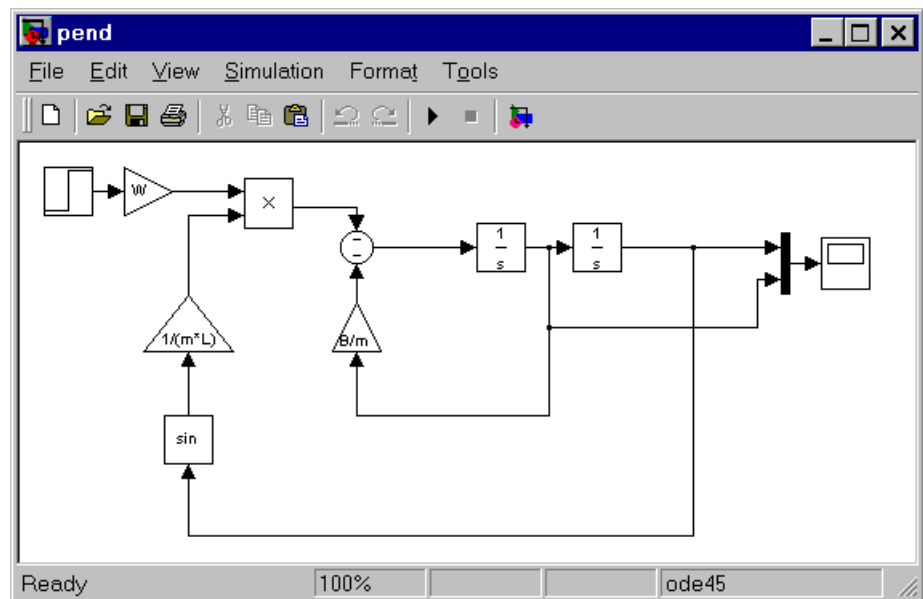 pend
File Edit View Simulation Format Tools
W
×
1
s
1
s
-
-
1/(m*L)
B/m
sin
Ready 100% ode45